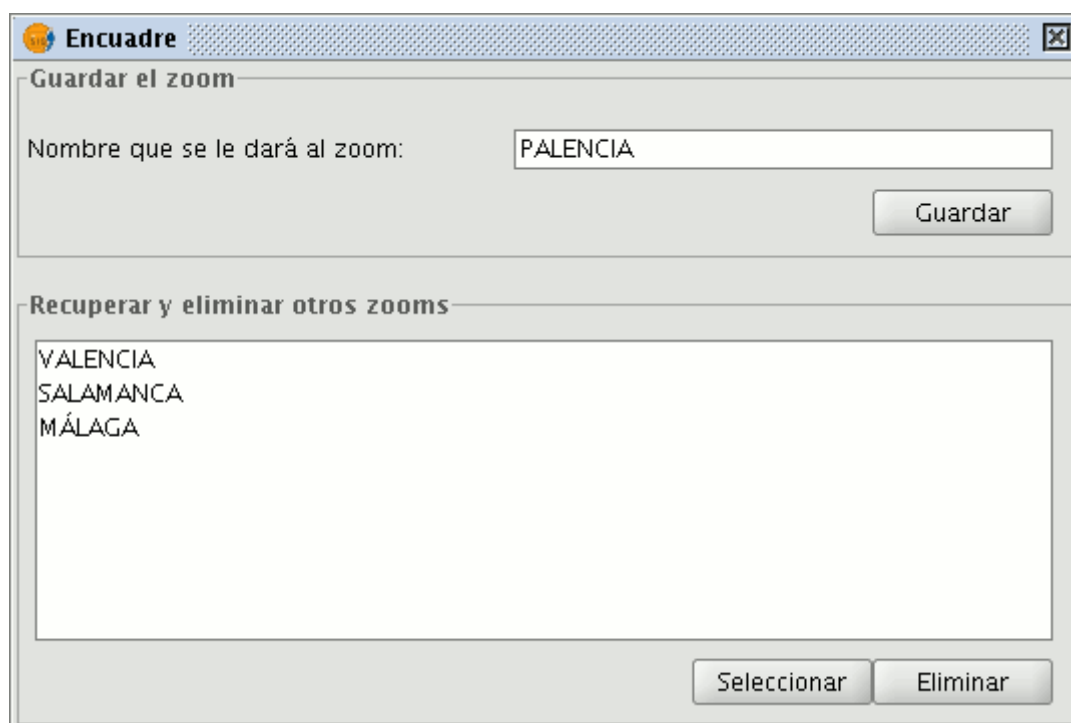 Encuadre
Guardar el zoom
Nombre que se le dará al zoom: PALENCIA
Guardar
Recuperar y eliminar otros zooms
VALENCIA
SALAMANCA
MÁLAGA
Seleccionar Eliminar